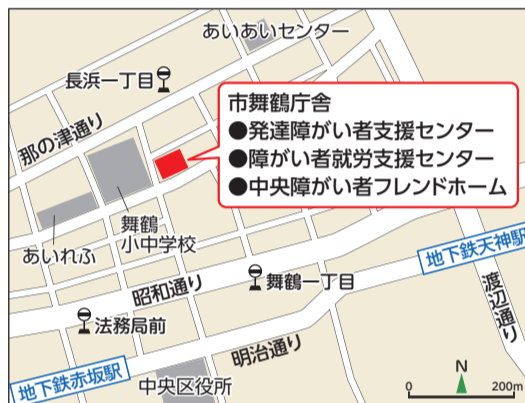 あいあいセンター
長浜一丁目
那の津通り
市舞鶴庁舎
●発達障がい者支援センター
●障がい者就労支援センター
●中央障がい者フレンドホーム
舞鶴
小中学校
あいれふ
昭和通り
舞鶴一丁目
地下鉄天神駅
渡辺通り
法務局前
明治通り
地下鉄赤坂駅
中央区役所
N
0 200m